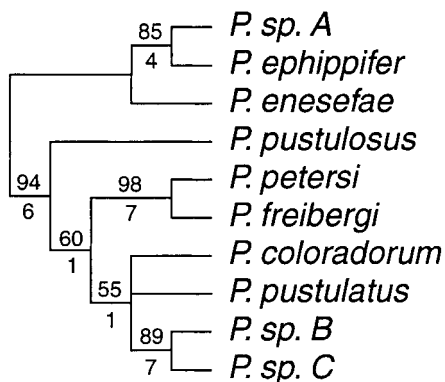 85 P. sp. A
4 P. ephippifer
P. enesefae
94 P. pustulosus
6 98 P. petersi
7 P. freibergi
60 P. coloradorum
1 55 P. pustulatus
1 89 P. sp. B
7 P. sp. C